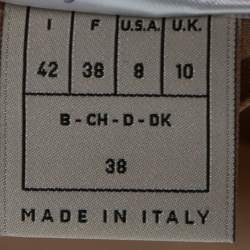 I F U.S.A. U.K.
42 38 8 10
B - CH - D - DK
38
MADE IN ITALY